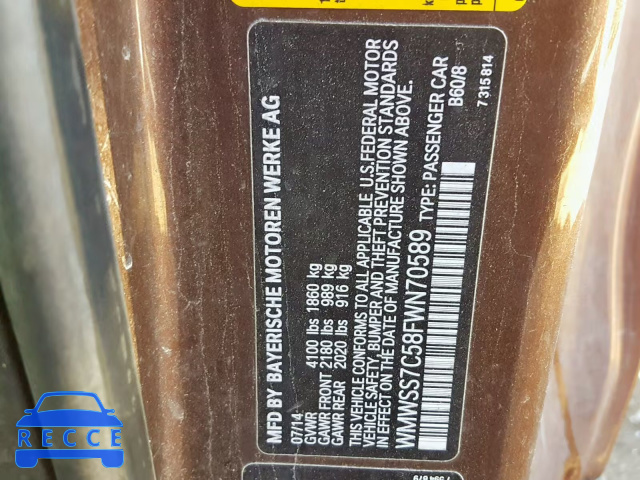 MFD BY BAYERISCHE MOTOREN WERKE AG
07/14
GVWR 4100 lbs 1860 kg
GAWR FRONT 2180 lbs 989 kg
GAWR REAR 2020 lbs 916 kg
THIS VEHICLE CONFORMS TO ALL APPLICABLE U.S.FEDERAL MOTOR
VEHICLE SAFETY, BUMPER AND THEFT PREVENTION STANDARDS
IN EFFECT ON THE DATE OF MANUFACTURE SHOWN ABOVE.
WMWSS7C58FWN70589 TYPE: PASSENGER CAR
B60/8
7 315 814
RECCE